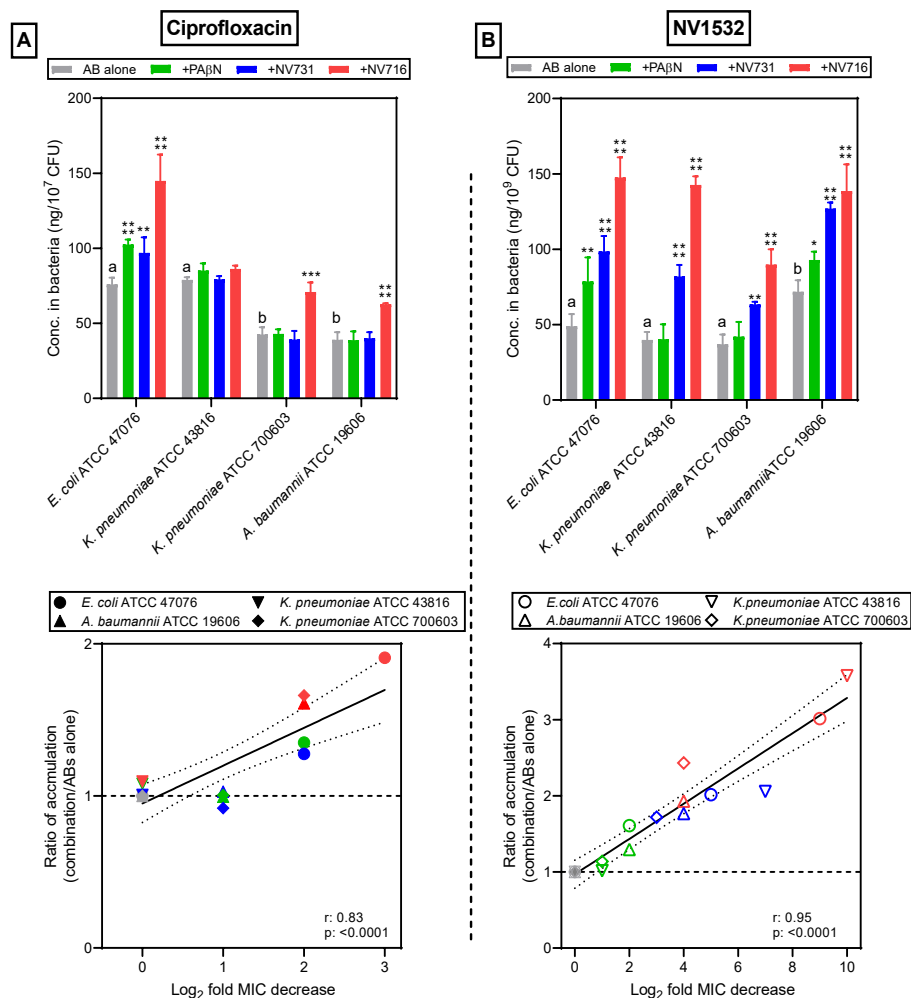 A
Ciprofloxacin
AB alone +PAβN +NV731 +NV716
Conc. in bacteria (ng/10⁷ CFU)
200
150
100
50
0
a
**
**
**
**
**
a
b
***
b
**
**
E. coli ATCC 47076
K. pneumoniae ATCC 43816
K. pneumoniae ATCC 700603
A. baumannii ATCC 19606
E. coli ATCC 47076 K. pneumoniae ATCC 43816
A. baumannii ATCC 19606 K. pneumoniae ATCC 700603
Ratio of accumulation
(combination/ABs alone)
2
1
0
r: 0.83
p: <0.0001
0 1 2 3
Log₂ fold MIC decrease
B
NV1532
AB alone +PAβN +NV731 +NV716
Conc. in bacteria (ng/10⁹ CFU)
200
150
100
50
0
a
**
**
**
**
**
a
**
**
**
**
a
**
**
**
b
*
**
**
**
**
E. coli ATCC 47076
K. pneumoniae ATCC 43816
K. pneumoniae ATCC 700603
A. baumanniiATCC 19606
E.coli ATCC 47076 K.pneumoniae ATCC 43816
A.baumannii ATCC 19606 K.pneumoniae ATCC 700603
Ratio of accumulation
(combination/ABs alone)
4
3
2
1
0
r: 0.95
p: <0.0001
0 2 4 6 8 10
Log₂ fold MIC decrease